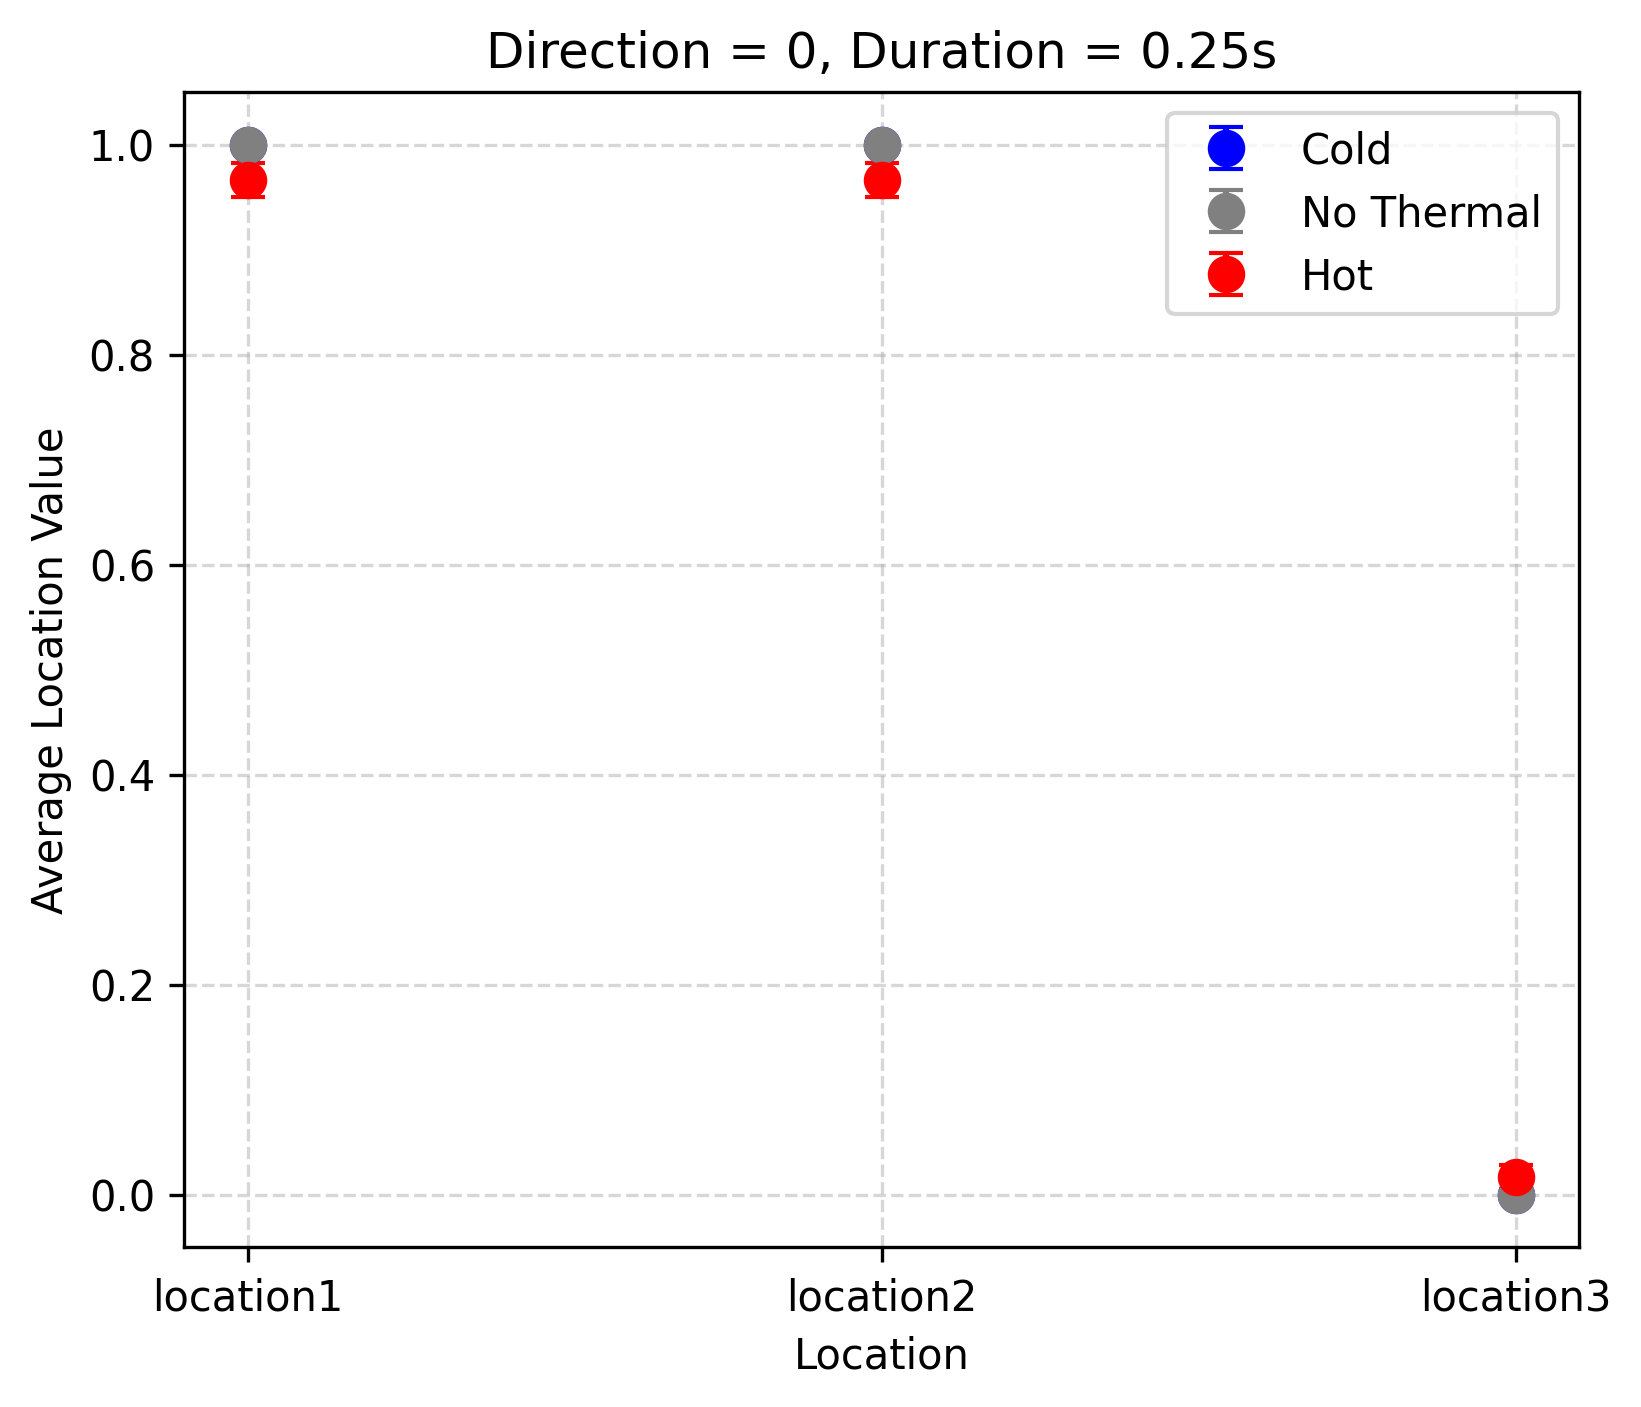 Direction = 0, Duration = 0.25s
Cold
No Thermal
Hot
Average Location Value
1.0
0.8
0.6
0.4
0.2
0.0
location1
location2
location3
Location